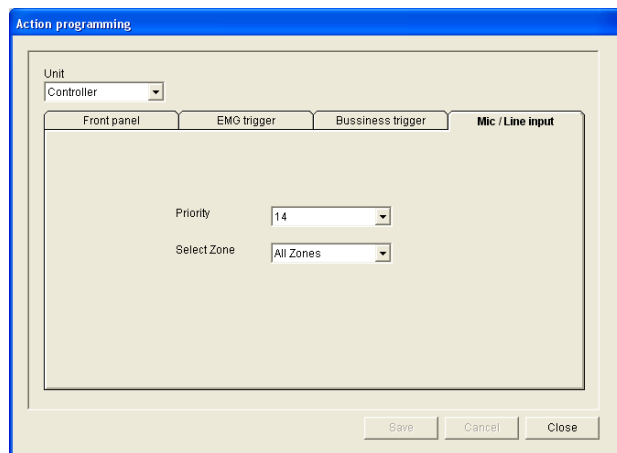 Action programming
Unit
Controller
Front panel EMG trigger Bussiness trigger Mic / Line input
Priority 14
Select Zone All Zones
Save Cancel Close